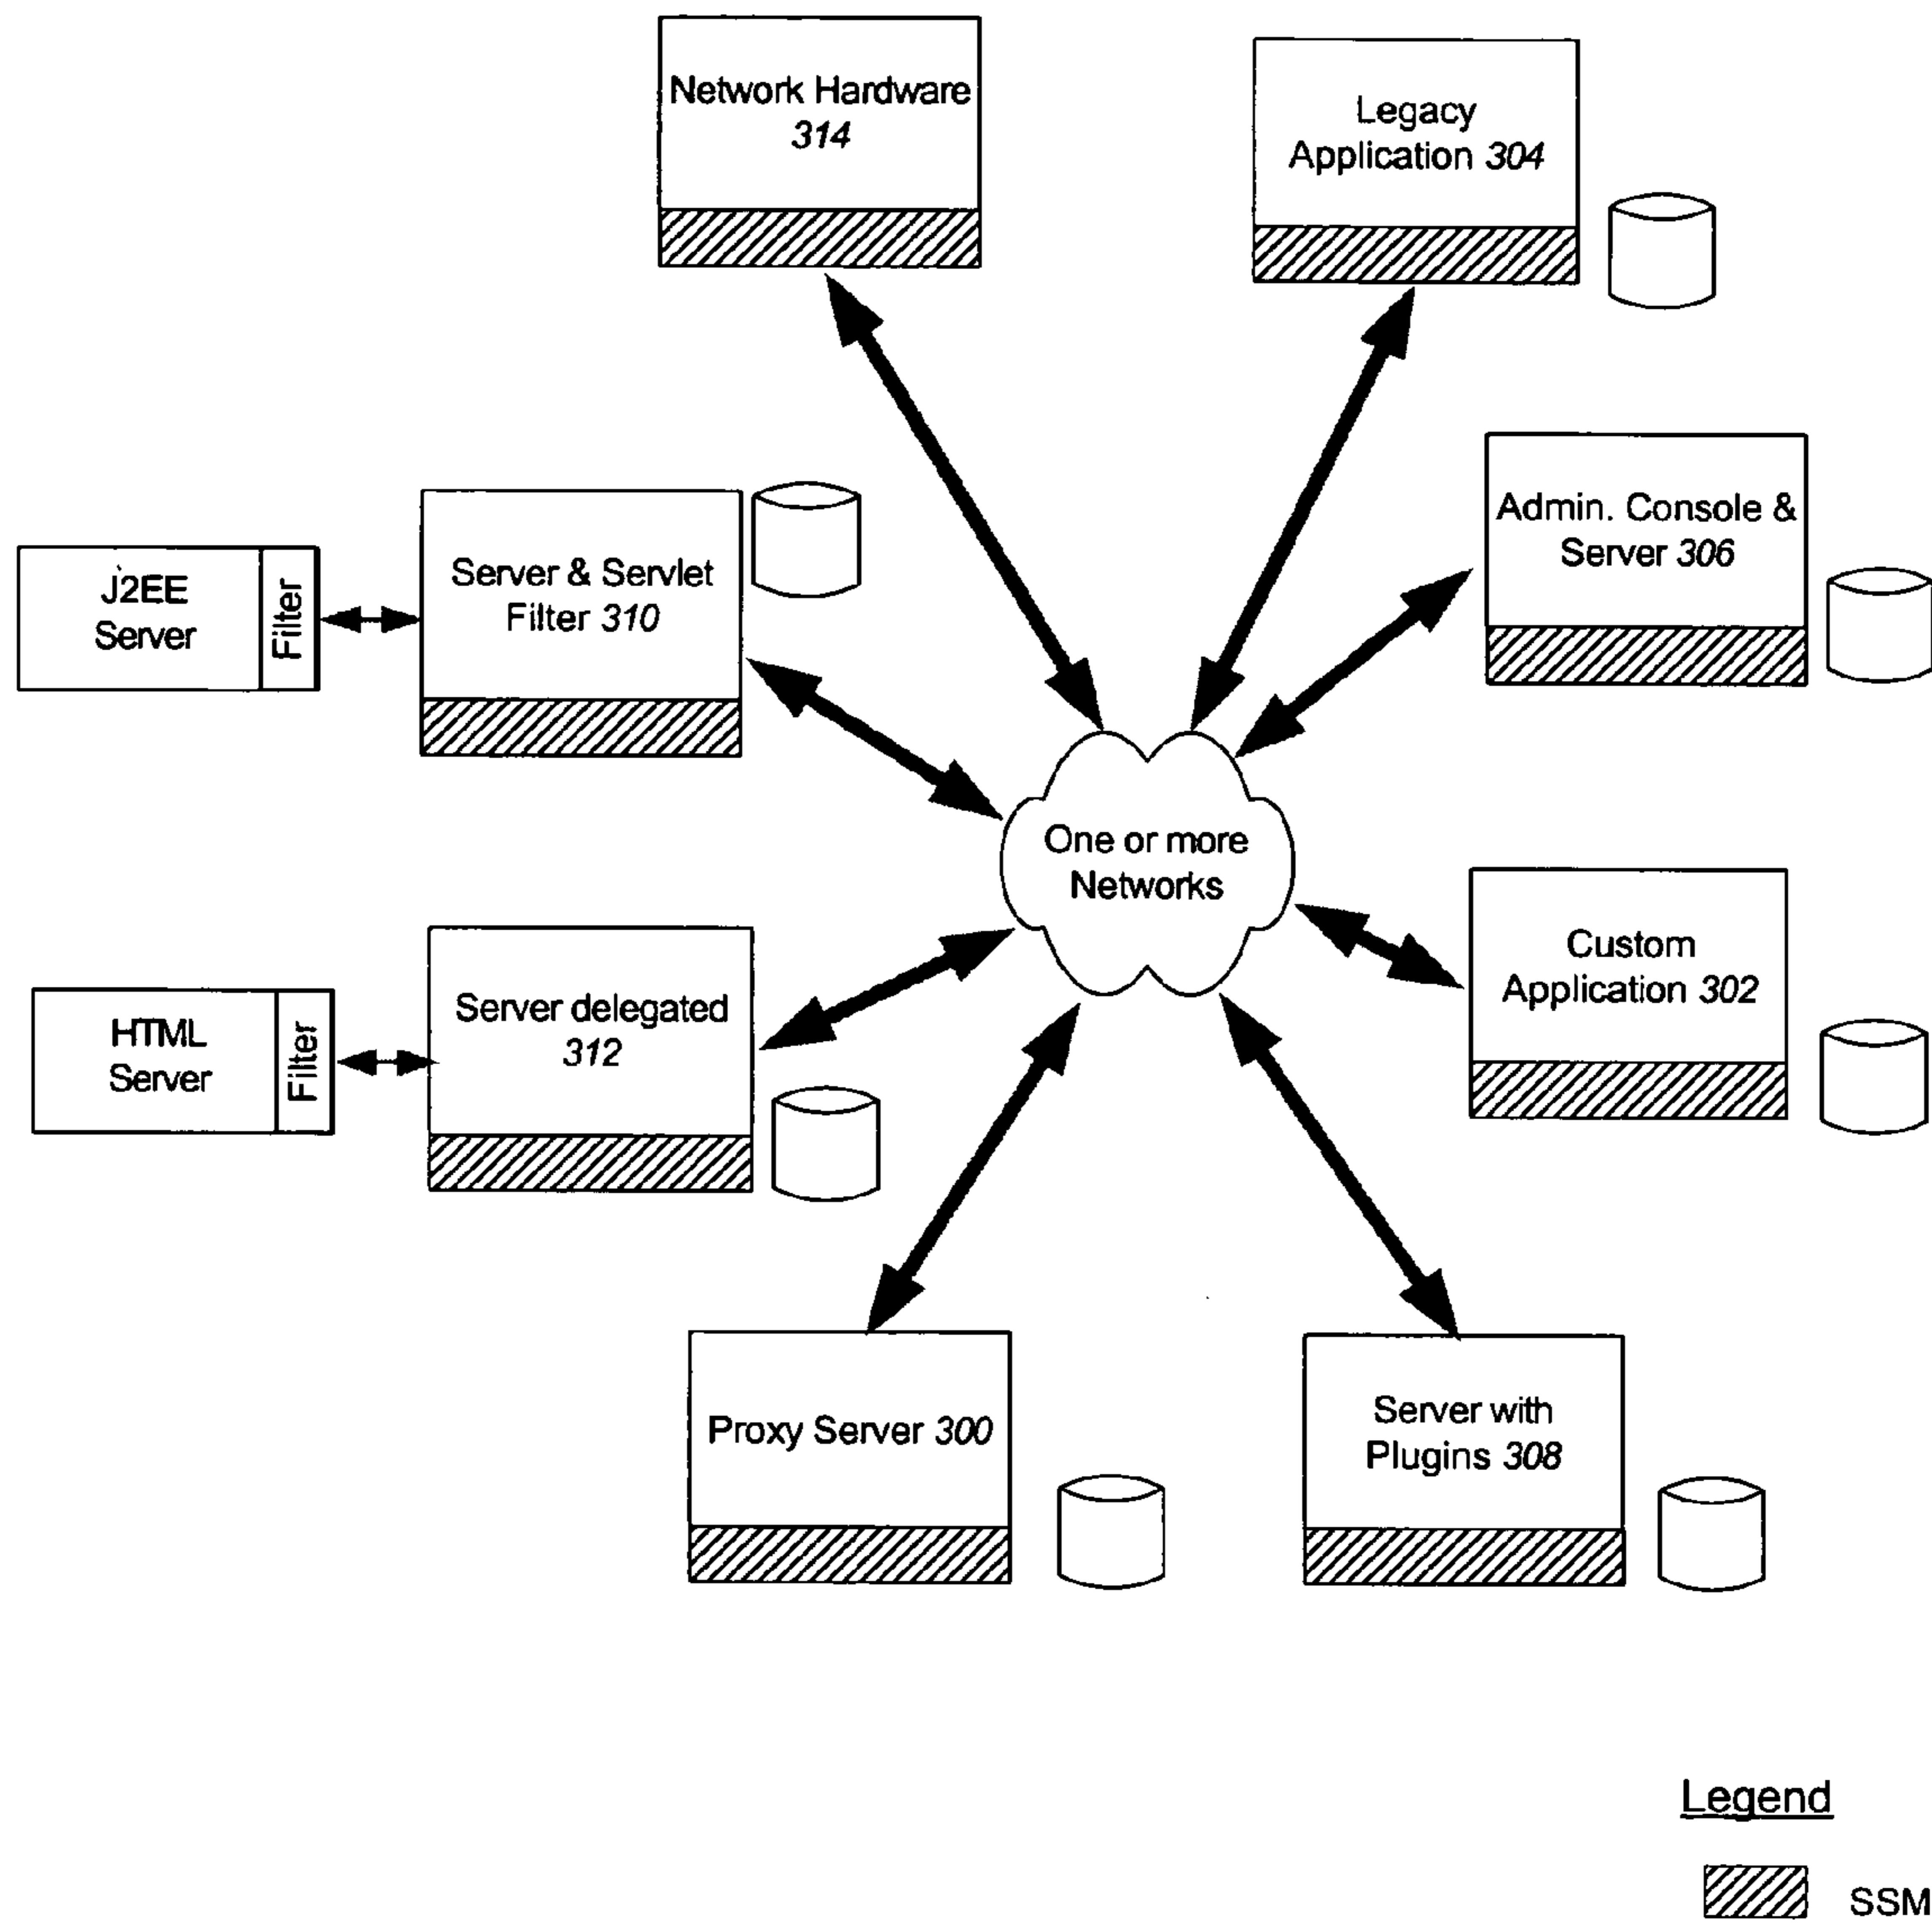 Network Hardware
314
Legacy
Application 304
Admin. Console &
Server 306
Server & Servlet
Filter 310
J2EE
Server
Filter
One or more
Networks
Custom
Application 302
Server delegated
312
HTML
Server
Filter
Proxy Server 300
Server with
Plugins 308
Legend
SSM